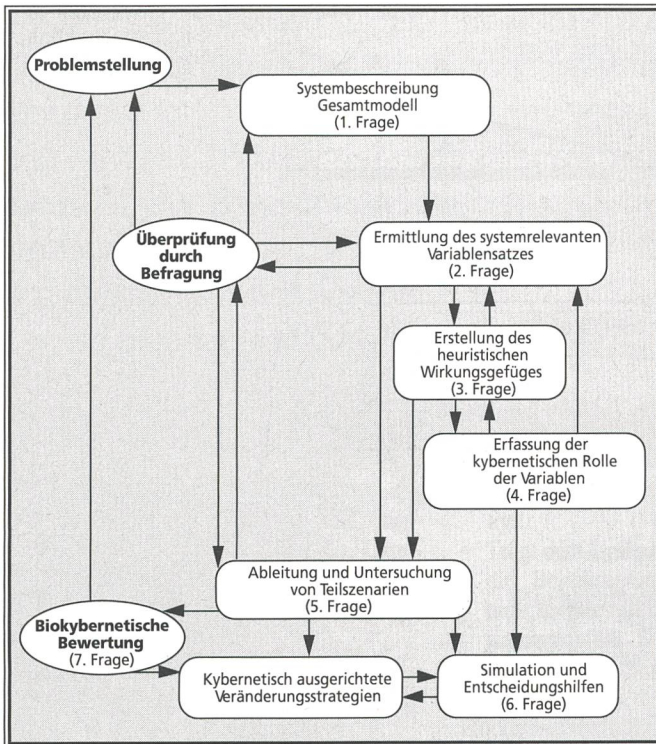 Problemstellung
Systembeschreibung
Gesamtmodell
(1. Frage)
Überprüfung
durch
Befragung
Ermittlung des systemrelevanten
Variablensatzes
(2. Frage)
Erstellung des
heuristischen
Wirkungsgefüges
(3. Frage)
Erfassung der
kybernetischen Rolle
der Variablen
(4. Frage)
Ableitung und Untersuchung
von Teilszenarien
(5. Frage)
Biokybernetische
Bewertung
(7. Frage)
Kybernetisch ausgerichtete
Veränderungsstrategien
Simulation und
Entscheidungshilfen
(6. Frage)